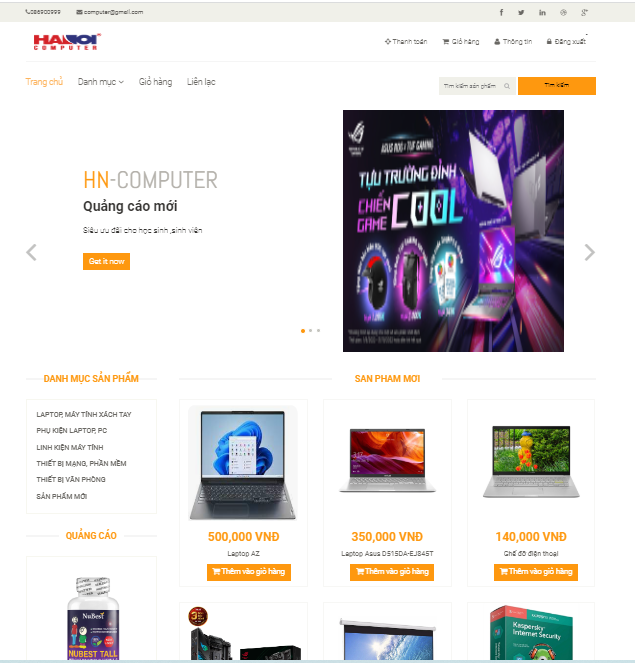 086900999 computer@gmail.com
HANOI
COMPUTER
Thanh toán Giỏ hàng Thông tin Đăng xuất
Trang chủ Danh mục Giỏ hàng Liên lạc
Tìm kiếm sản phẩm Tìm kiếm
HN-COMPUTER
Quảng cáo mới
Siêu ưu đãi cho học sinh ,sinh viên
Get it now
ASUS ROG x TUF GAMING
TỰU TRƯỜNG ĐỈNH
CHIẾN GAME COOL
DANH MỤC SẢN PHẨM
LAPTOP, MÁY TÍNH XÁCH TAY
PHỤ KIỆN LAPTOP, PC
LINH KIỆN MÁY TÍNH
THIẾT BỊ MẠNG, PHẦN MỀM
THIẾT BỊ VĂN PHÒNG
SẢN PHẨM MỚI
QUẢNG CÁO
NuBest
NUBEST TALL
SAN PHAM MƠI
500,000 VNĐ
Laptop AZ
Thêm vào giỏ hàng
350,000 VNĐ
Laptop Asus D515DA-EJ845T
Thêm vào giỏ hàng
140,000 VNĐ
Ghế đỡ điện thoại
Thêm vào giỏ hàng
3
Kaspersky
Internet Security